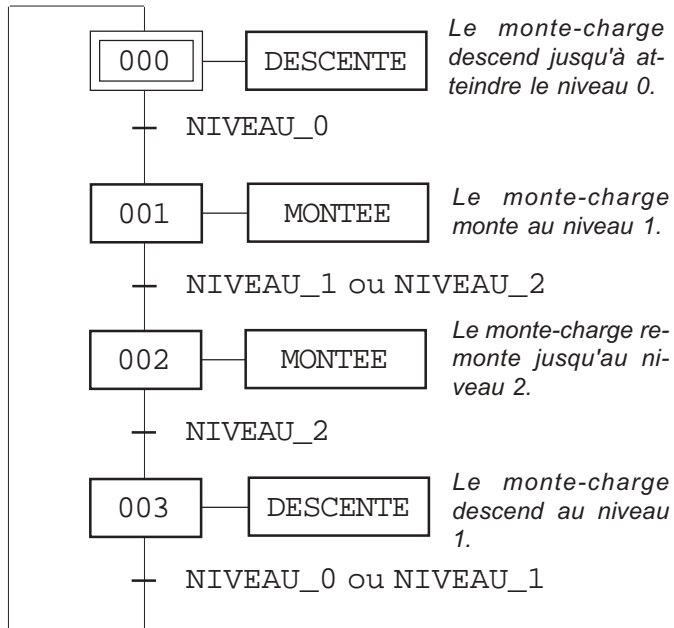 000
DESCENTE
Le monte-charge
descend jusqu'à at-
teindre le niveau 0.
NIVEAU_0
001
MONTEE
Le monte-charge
monte au niveau 1.
NIVEAU_1 ou NIVEAU_2
002
MONTEE
Le monte-charge re-
monte jusqu'au ni-
veau 2.
NIVEAU_2
003
DESCENTE
Le monte-charge
descend au niveau
1.
NIVEAU_0 ou NIVEAU_1